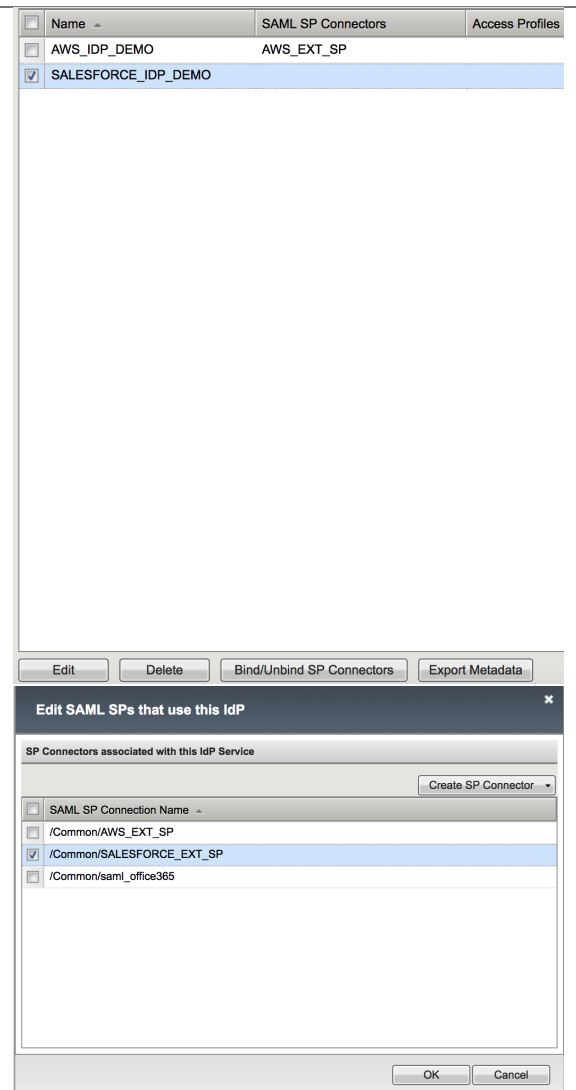 Name SAML SP Connectors Access Profiles
AWS_IDP_DEMO AWS_EXT_SP
SALESFORCE_IDP_DEMO
Edit Delete Bind/Unbind SP Connectors Export Metadata
Edit SAML SPs that use this IdP
SP Connectors associated with this IdP Service
Create SP Connector
SAML SP Connection Name
/Common/AWS_EXT_SP
/Common/SALESFORCE_EXT_SP
/Common/saml_office365
OK Cancel